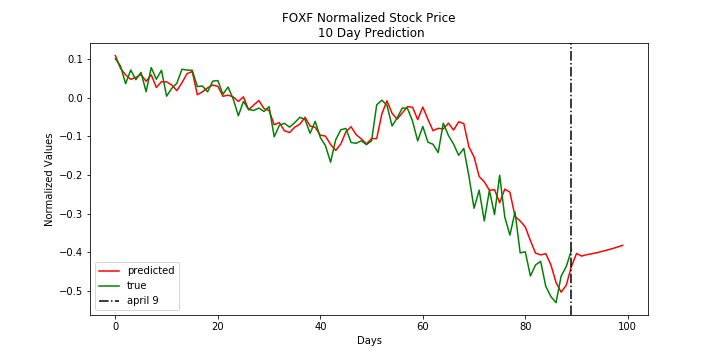 FOXF Normalized Stock Price
10 Day Prediction
Normalized Values
0.1
0.0
−0.1
−0.2
−0.3
−0.4
−0.5
predicted
true
april 9
0 20 40 60 80 100
Days